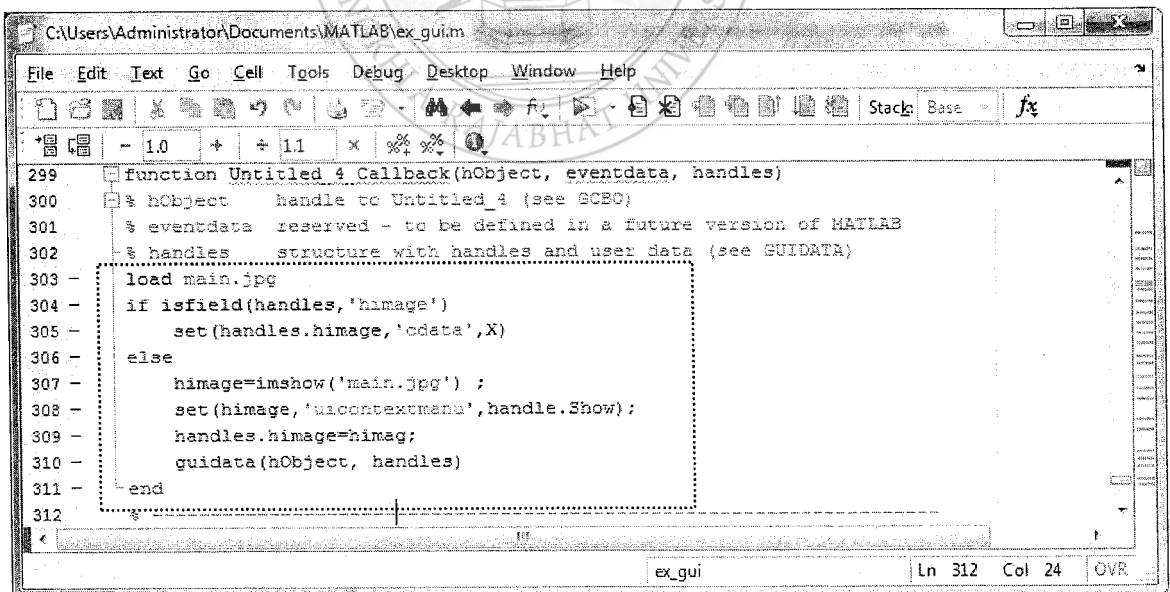 C:\Users\Administrator\Documents\MATLAB\ex_gui.m
File Edit Text Go Cell Tools Debug Desktop Window Help
Stack: Base fx
- 1.0 + ÷ 1.1 ×
299 function Untitled_4_Callback(hObject, eventdata, handles)
300 % hObject handle to Untitled_4 (see GCBO)
301 % eventdata reserved - to be defined in a future version of MATLAB
302 % handles structure with handles and user data (see GUIDATA)
303 - load main.jpg
304 - if isfield(handles,'himage')
305 - set(handles.himage,'cdata',X)
306 - else
307 - himage=imshow('main.jpg') ;
308 - set(himage,'uicontextmanu',handle.Show);
309 - handles.himage=himag;
310 - guidata(hObject, handles)
311 - end
312 % ------------------------------------------------------------
ex_gui Ln 312 Col 24 OVR